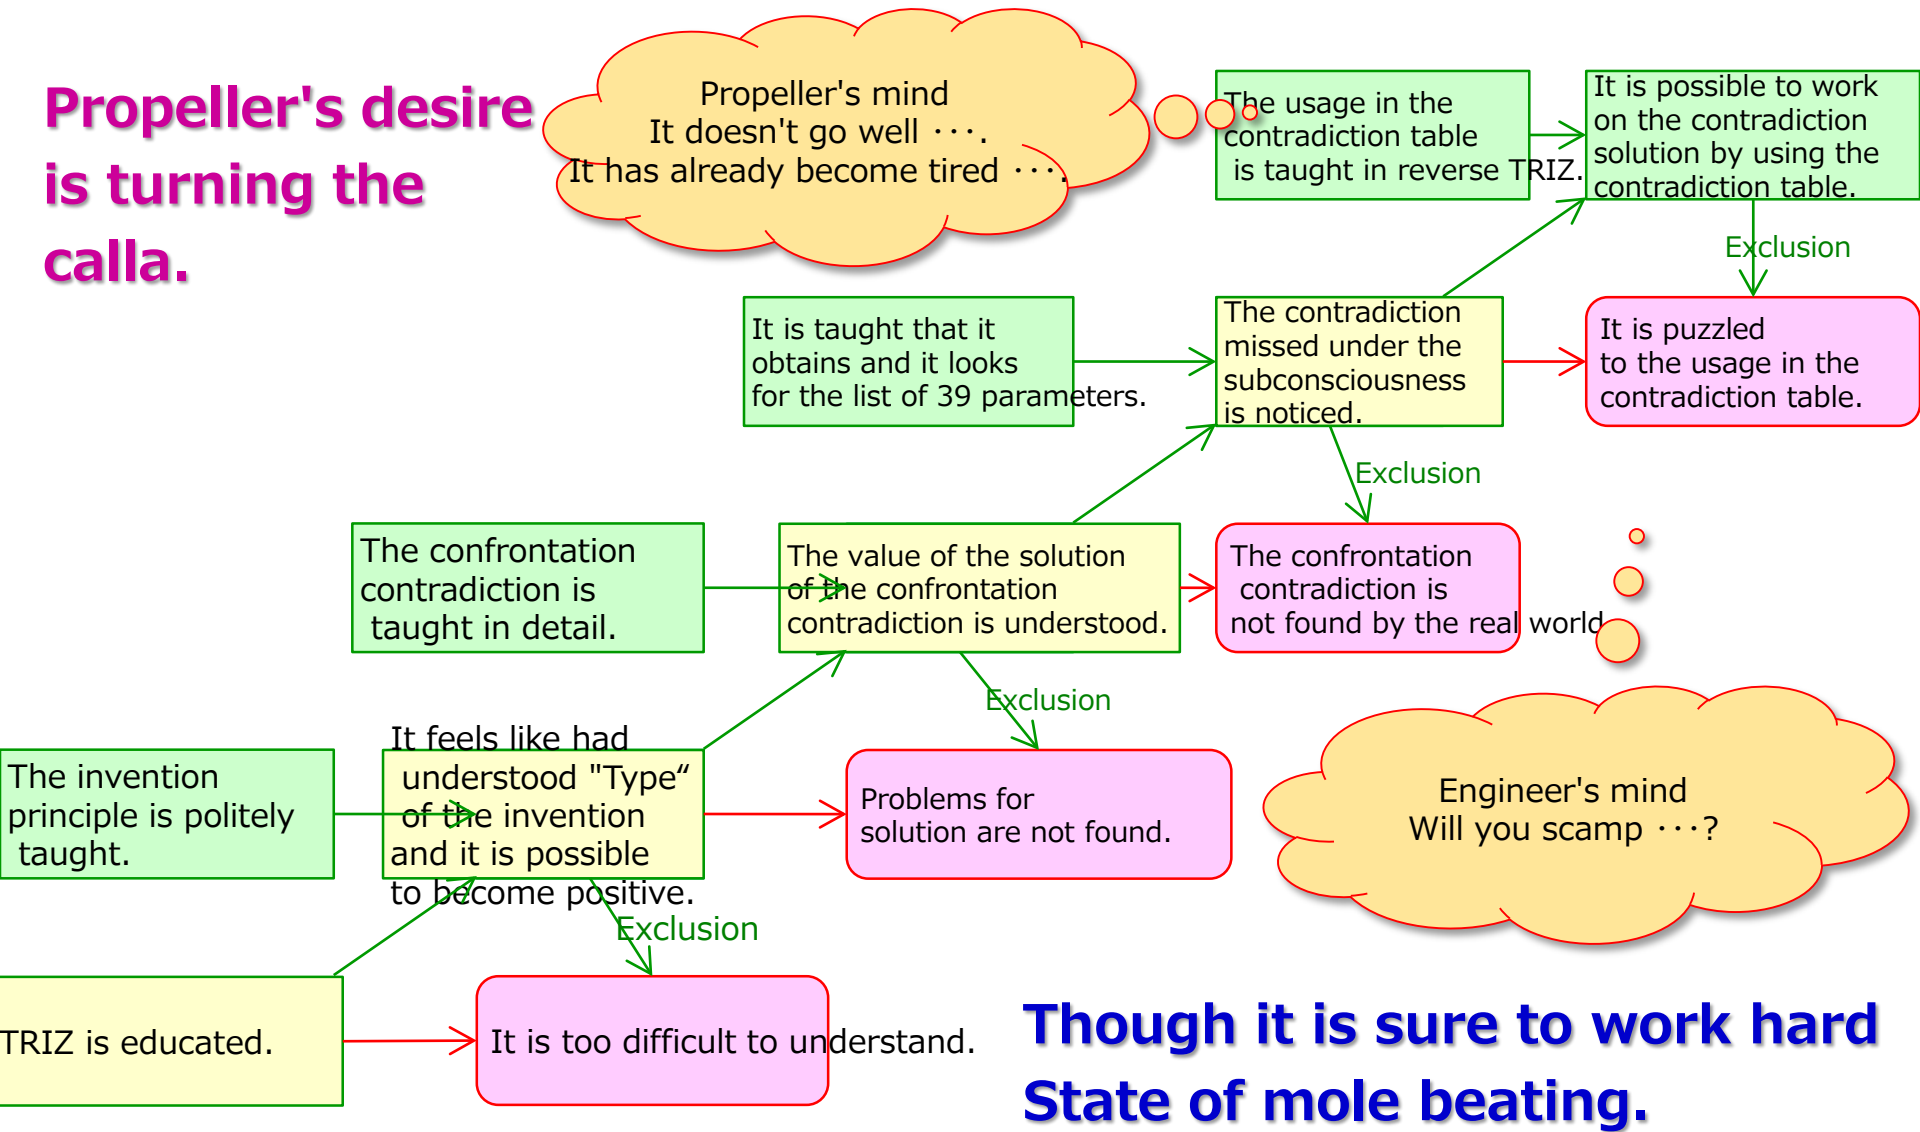 Propeller's desire
is turning the
calla.
Propeller's mind
It doesn't go well ･･･.
It has already become tired ･･･.
The usage in the
contradiction table
is taught in reverse TRIZ.
It is possible to work
on the contradiction
solution by using the
contradiction table.
Exclusion
It is taught that it
obtains and it looks
for the list of 39 parameters.
The contradiction
missed under the
subconsciousness
is noticed.
It is puzzled
to the usage in the
contradiction table.
Exclusion
The confrontation
contradiction is
taught in detail.
The value of the solution
of the confrontation
contradiction is understood.
The confrontation
contradiction is
not found by the real world
Exclusion
The invention
principle is politely
taught.
It feels like had
understood "Type“
of the invention
and it is possible
to become positive.
Problems for
solution are not found.
Engineer's mind
Will you scamp ･･･?
Exclusion
TRIZ is educated.
It is too difficult to understand.
Though it is sure to work hard
State of mole beating.